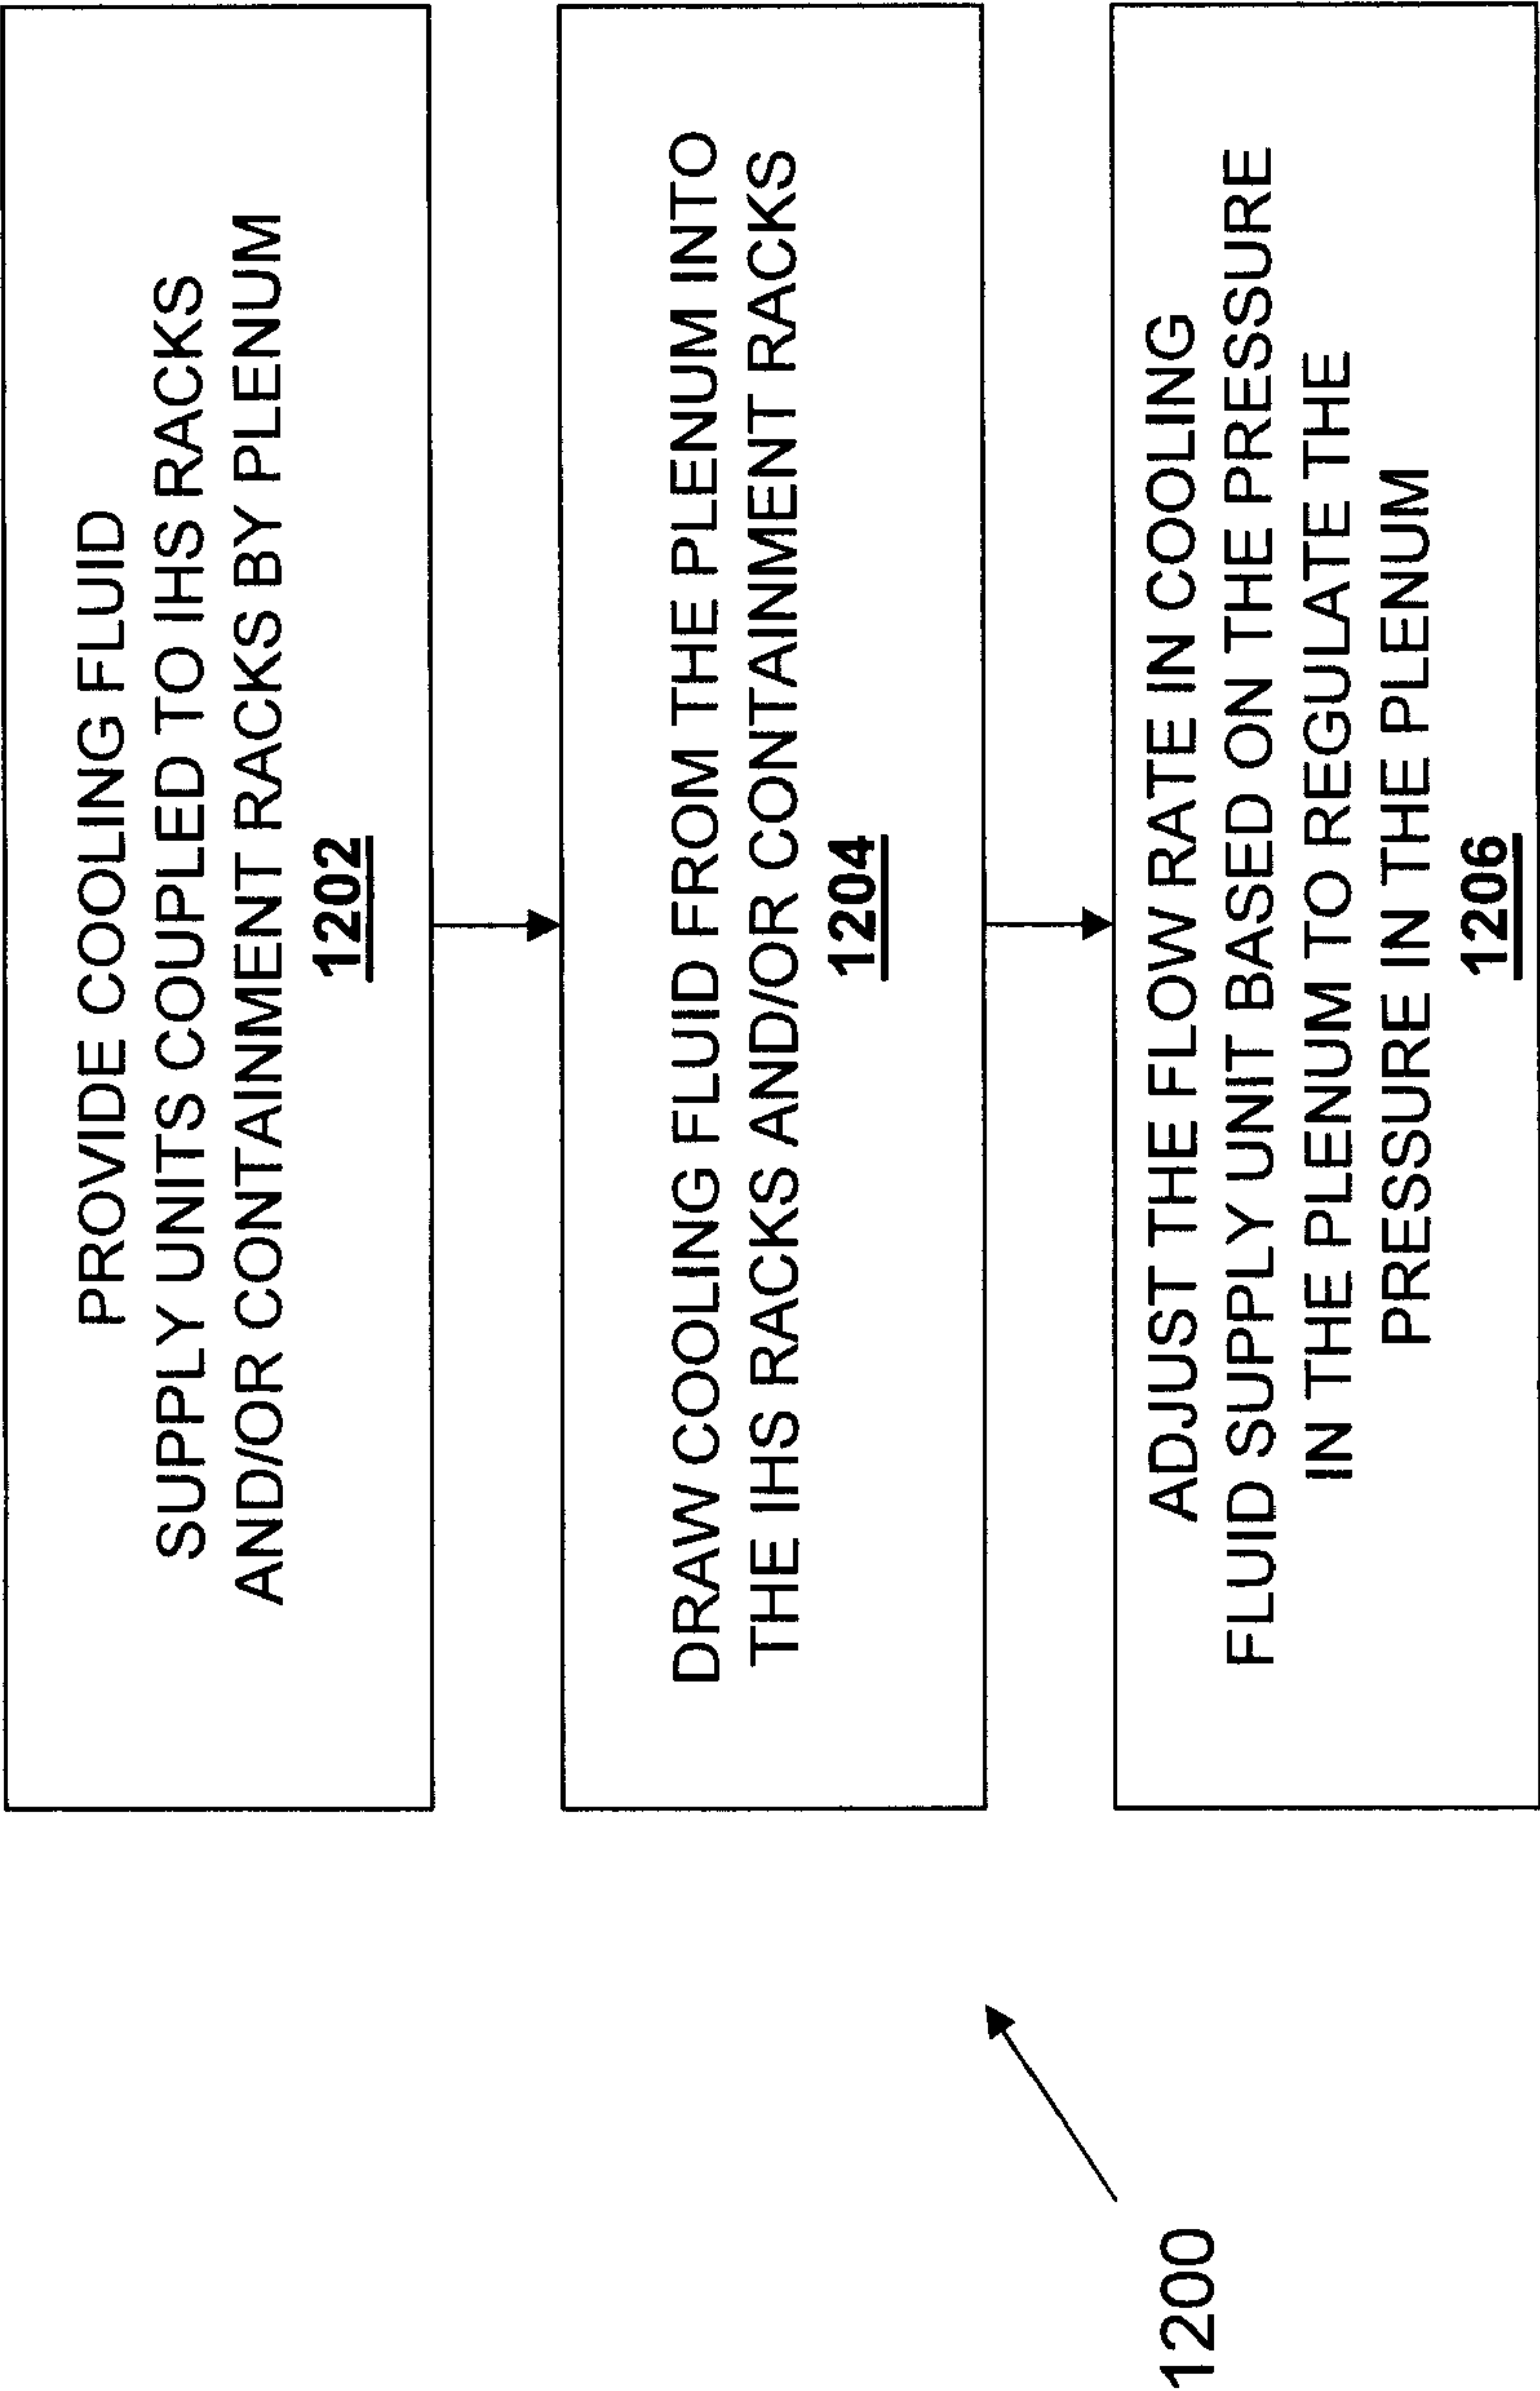 PROVIDE COOLING FLUID
SUPPLY UNITS COUPLED TO IHS RACKS
AND/OR CONTAINMENT RACKS BY PLENUM
1202
DRAW COOLING FLUID FROM THE PLENUM INTO
THE IHS RACKS AND/OR CONTAINMENT RACKS
1204
ADJUST THE FLOW RATE IN COOLING
FLUID SUPPLY UNIT BASED ON THE PRESSURE
IN THE PLENUM TO REGULATE THE
PRESSURE IN THE PLENUM
1206
1200